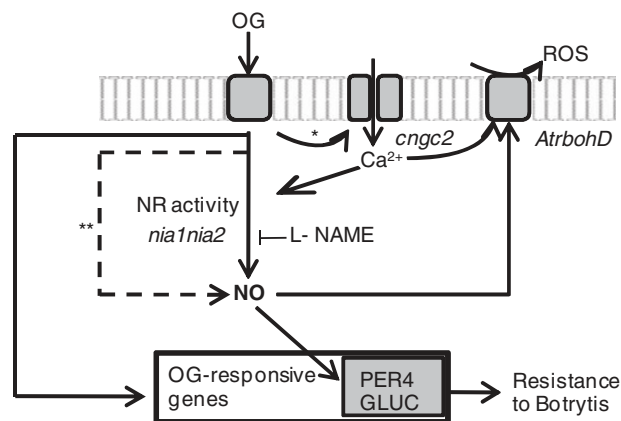 OG
ROS
*
cngc2
AtrbohD
Ca²⁺
NR activity
nia1nia2
**
L- NAME
NO
OG-responsive
genes
PER4
GLUC
Resistance
to Botrytis